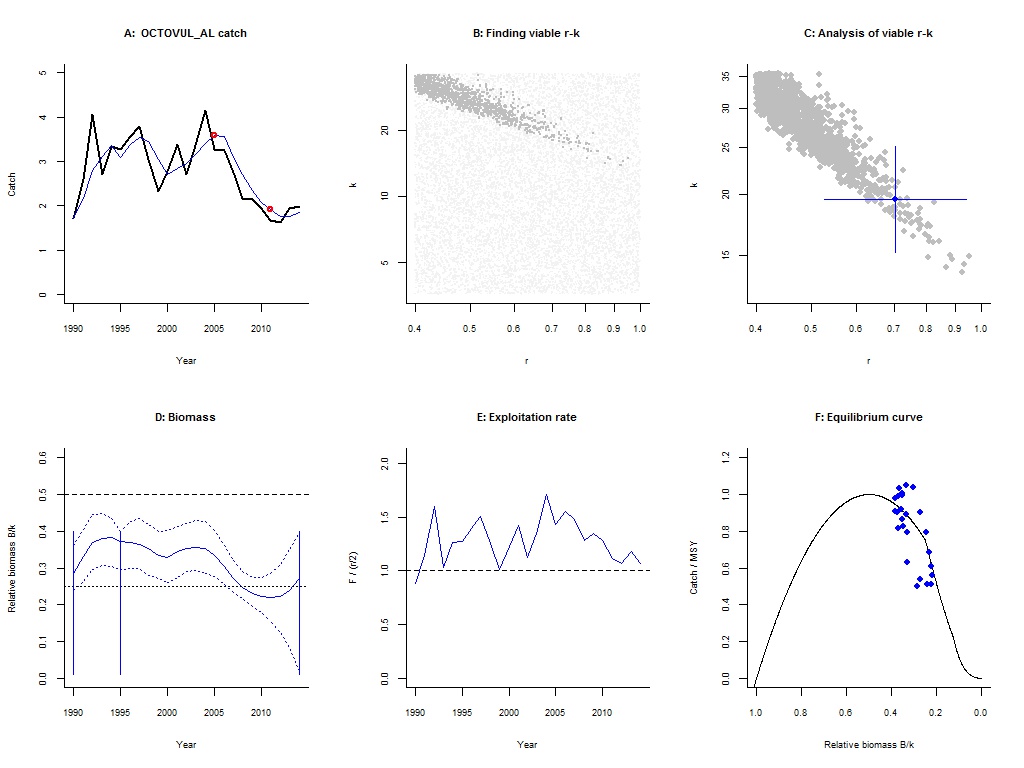 A: OCTOVUL_AL catch
Catch
5
4
3
2
1
0
1990 1995 2000 2005 2010
Year
B: Finding viable r-k
k
20
10
5
0.4 0.5 0.6 0.7 0.8 0.9 1.0
r
C: Analysis of viable r-k
k
35
30
25
20
15
0.4 0.5 0.6 0.7 0.8 0.9 1.0
r
D: Biomass
Relative biomass B/k
0.6
0.5
0.4
0.3
0.2
0.1
0.0
1990 1995 2000 2005 2010
Year
E: Exploitation rate
F / (r/2)
2.0
1.5
1.0
0.5
0.0
1990 1995 2000 2005 2010
Year
F: Equilibrium curve
Catch / MSY
1.2
1.0
0.8
0.6
0.4
0.2
0.0
1.0 0.8 0.6 0.4 0.2 0.0
Relative biomass B/k